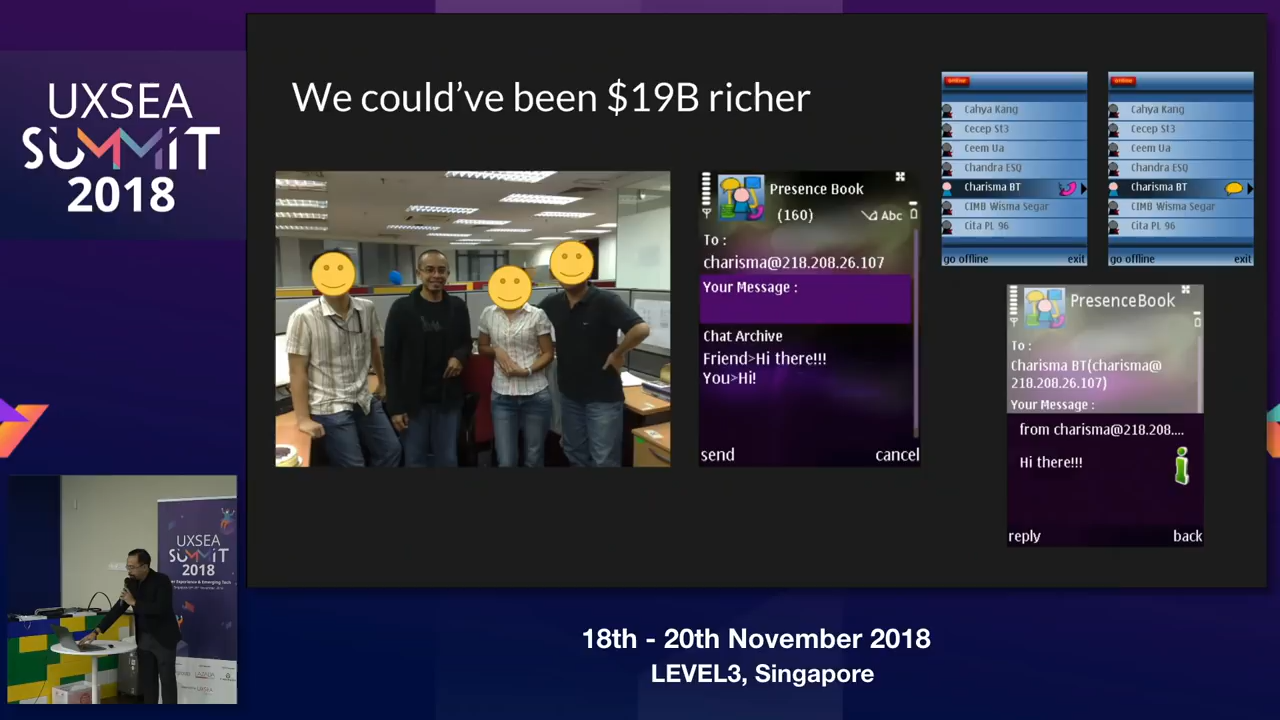 UXSEA
SUMMIT
2018
We could've been $19B richer
Presence Book
(160)
Abc
To :
charisma@218.208.26.107
Your Message :
Chat Archive
Friend>Hi there!!!
You>Hi!
send
cancel
offline
Cahya Kang
Cecep St3
Ceem Ua
Chandra ESQ
Charisma BT
CIMB Wisma Segar
Cita PL 96
go offline
exit
offline
Cahya Kang
Cecep St3
Ceem Ua
Chandra ESQ
Charisma BT
CIMB Wisma Segar
Cita PL 96
go offline
exit
PresenceBook
To :
Charisma BT(charisma@
218.208.26.107)
Your Message :
from charisma@218.208....
Hi there!!!
reply
back
UXSEA
SUMMIT
2018
18th - 20th November 2018
LEVEL3, Singapore